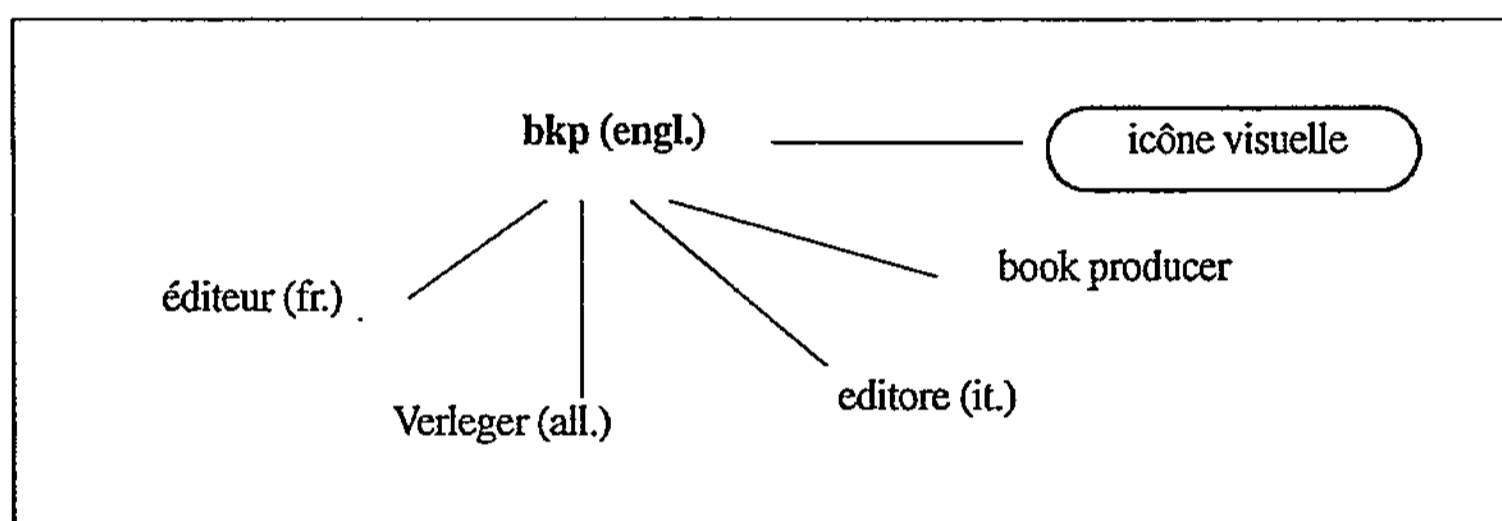 bkp (engl.)
icône visuelle
book producer
éditeur (fr.)
editore (it.)
Verleger (all.)